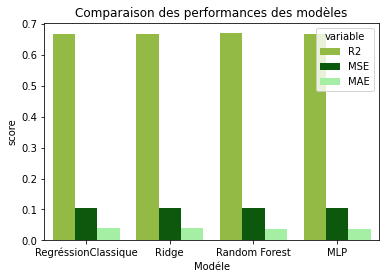 Comparaison des performances des modèles
variable
R2
MSE
MAE
score
0.7
0.6
0.5
0.4
0.3
0.2
0.1
0.0
RegréssionClassique
Ridge
Random Forest
MLP
Modéle